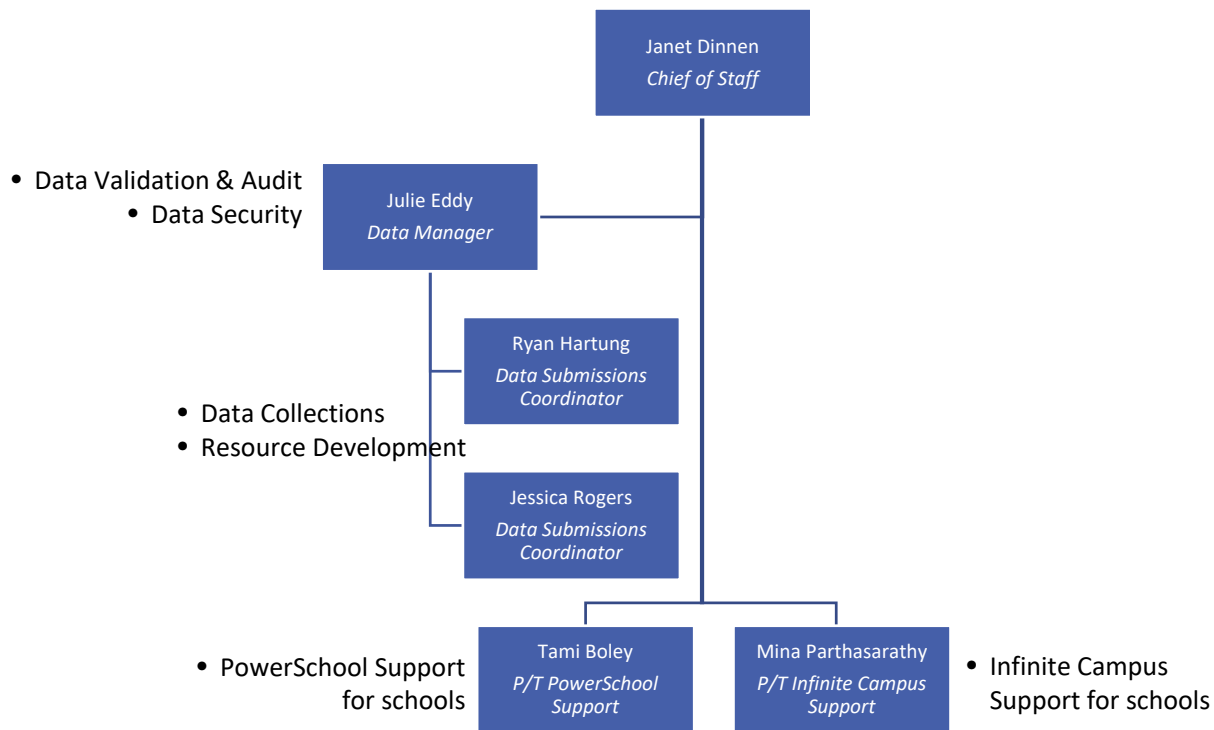 Janet Dinnen
Chief of Staff
• Data Validation & Audit
• Data Security
Julie Eddy
Data Manager
Ryan Hartung
Data Submissions
Coordinator
• Data Collections
• Resource Development
Jessica Rogers
Data Submissions
Coordinator
• PowerSchool Support
for schools
Tami Boley
P/T PowerSchool
Support
Mina Parthasarathy
P/T Infinite Campus
Support
• Infinite Campus
Support for schools